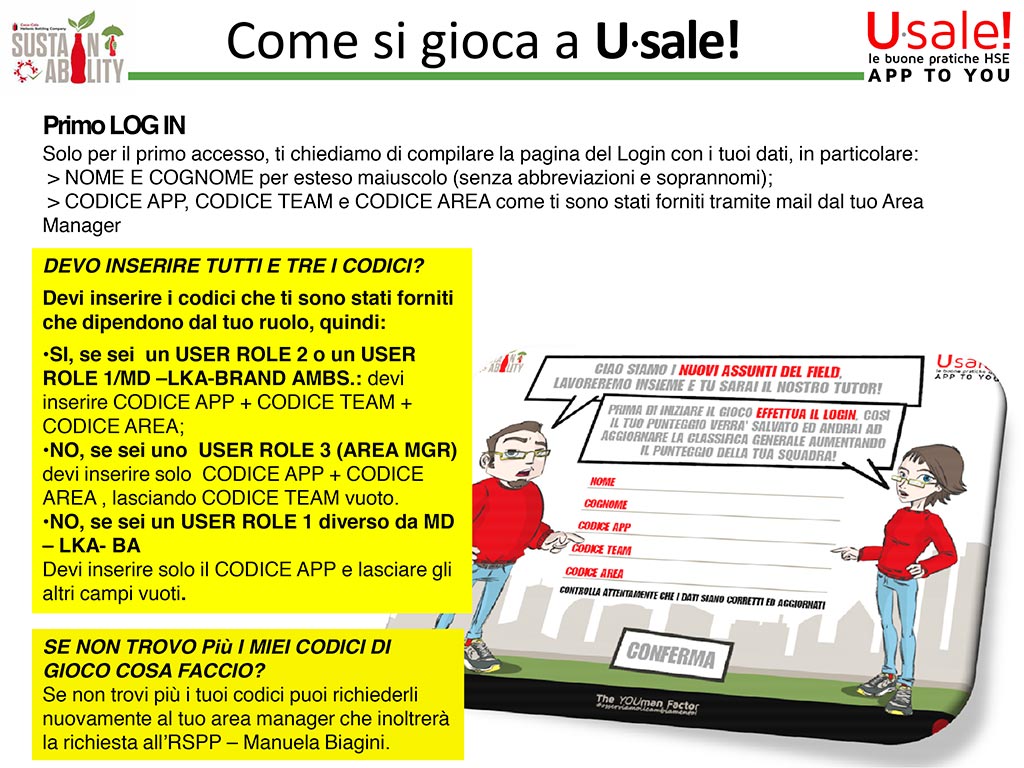 Coca-Cola
Hellenic Bottling Company
SUSTAIN
ABILITY
Come si gioca a U·sale!
U·sale!
le buone pratiche HSE
APP TO YOU
Primo LOG IN
Solo per il primo accesso, ti chiediamo di compilare la pagina del Login con i tuoi dati, in particolare:
> NOME E COGNOME per esteso maiuscolo (senza abbreviazioni e soprannomi);
> CODICE APP, CODICE TEAM e CODICE AREA come ti sono stati forniti tramite mail dal tuo Area
Manager
DEVO INSERIRE TUTTI E TRE I CODICI?
Devi inserire i codici che ti sono stati forniti
che dipendono dal tuo ruolo, quindi:
•SI, se sei un USER ROLE 2 o un USER
ROLE 1/MD –LKA-BRAND AMBS.: devi
inserire CODICE APP + CODICE TEAM +
CODICE AREA;
•NO, se sei uno USER ROLE 3 (AREA MGR)
devi inserire solo CODICE APP + CODICE
AREA , lasciando CODICE TEAM vuoto.
•NO, se sei un USER ROLE 1 diverso da MD
– LKA- BA
Devi inserire solo il CODICE APP e lasciare gli
altri campi vuoti.
SE NON TROVO Più I MIEI CODICI DI
GIOCO COSA FACCIO?
Se non trovi più i tuoi codici puoi richiederli
nuovamente al tuo area manager che inoltrerà
la richiesta all'RSPP – Manuela Biagini.
ABILITY
Usal
le buone pratiche
APP TO YOU
CIAO SIAMO I NUOVI ASSUNTI DEL FIELD,
LAVOREREMO INSIEME E TU SARAI IL NOSTRO TUTOR!
PRIMA DI INIZIARE IL GIOCO EFFETTUA IL LOGIN, COSÌ
IL TUO PUNTEGGIO VERRA' SALVATO ED ANDRAI AD
AGGIORNARE LA CLASSIFICA GENERALE AUMENTANDO
IL PUNTEGGIO DELLA TUA SQUADRA!
NOME
COGNOME
CODICE APP
CODICE TEAM
CODICE AREA
CONTROLLA ATTENTAMENTE CHE I DATI SIANO CORRETTI ED AGGIORNATI
CONFERMA
The YOUman Factor
#osserviamoicambiamenti